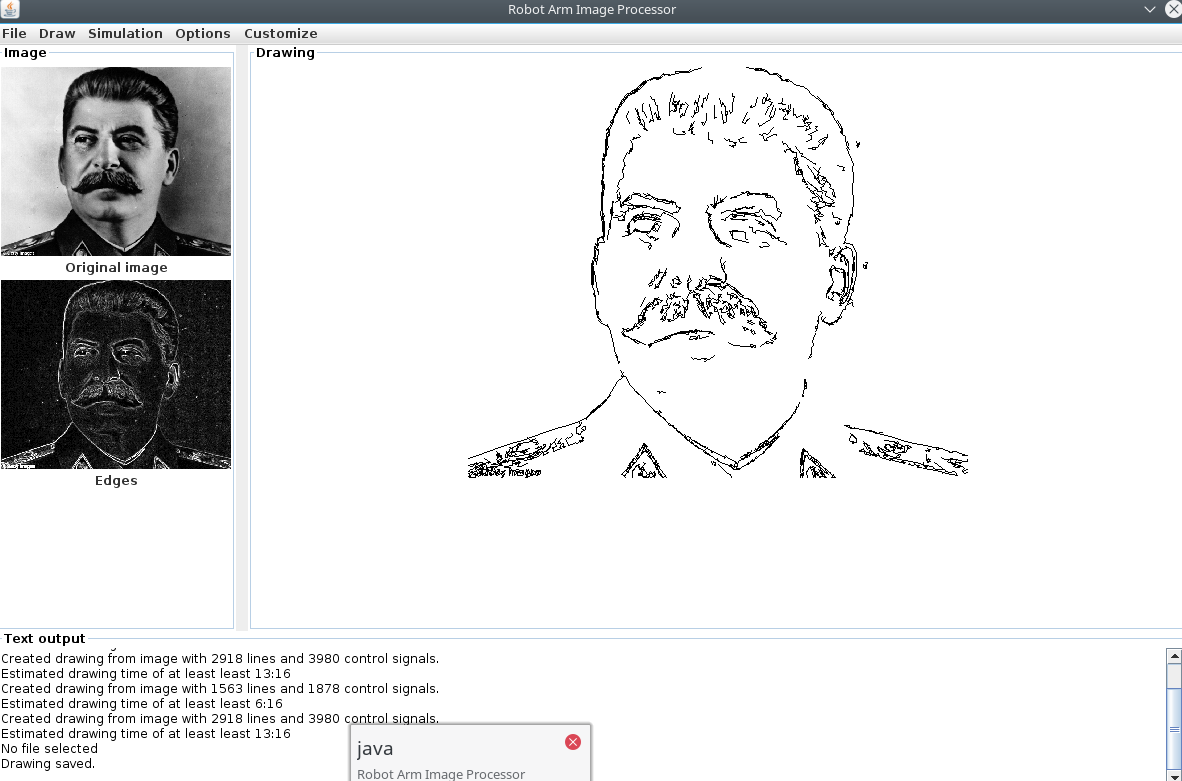 Robot Arm Image Processor
File Draw Simulation Options Customize
Image
Drawing
Original image
Edges
Text output
Created drawing from image with 2918 lines and 3980 control signals.
Estimated drawing time of at least least 13:16
Created drawing from image with 1563 lines and 1878 control signals.
Estimated drawing time of at least least 6:16
Created drawing from image with 2918 lines and 3980 control signals.
Estimated drawing time of at least least 13:16
No file selected
Drawing saved.
java
Robot Arm Image Processor